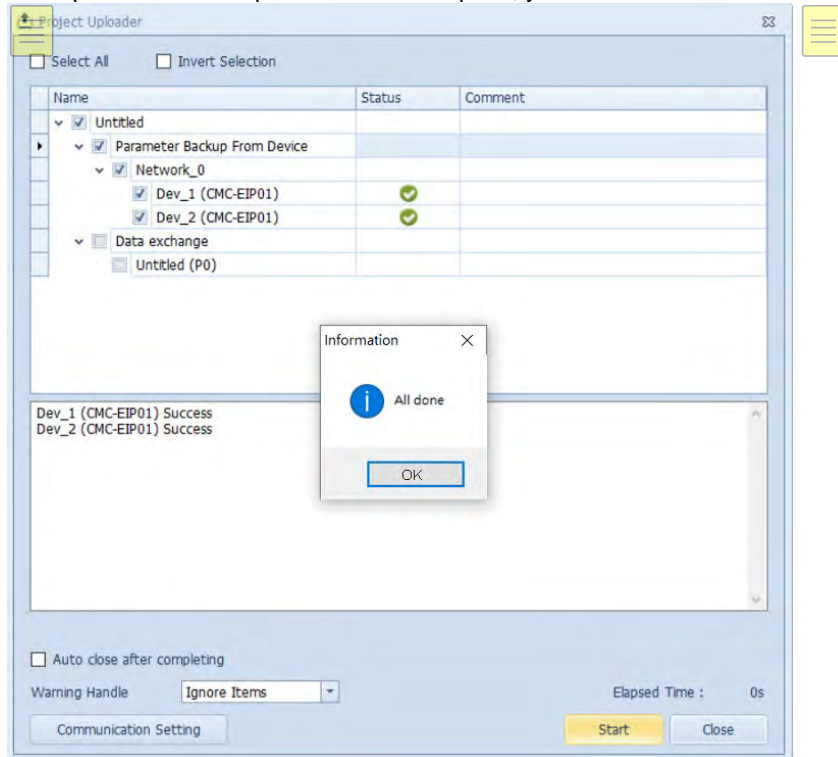 Project Uploader
Select All Invert Selection
Name Status Comment
Untitled
Parameter Backup From Device
Network_0
Dev_1 (CMC-EIP01)
Dev_2 (CMC-EIP01)
Data exchange
Untitled (P0)
Information
All done
OK
Dev_1 (CMC-EIP01) Success
Dev_2 (CMC-EIP01) Success
Auto close after completing
Warning Handle Ignore Items Elapsed Time : 0s
Communication Setting Start Close